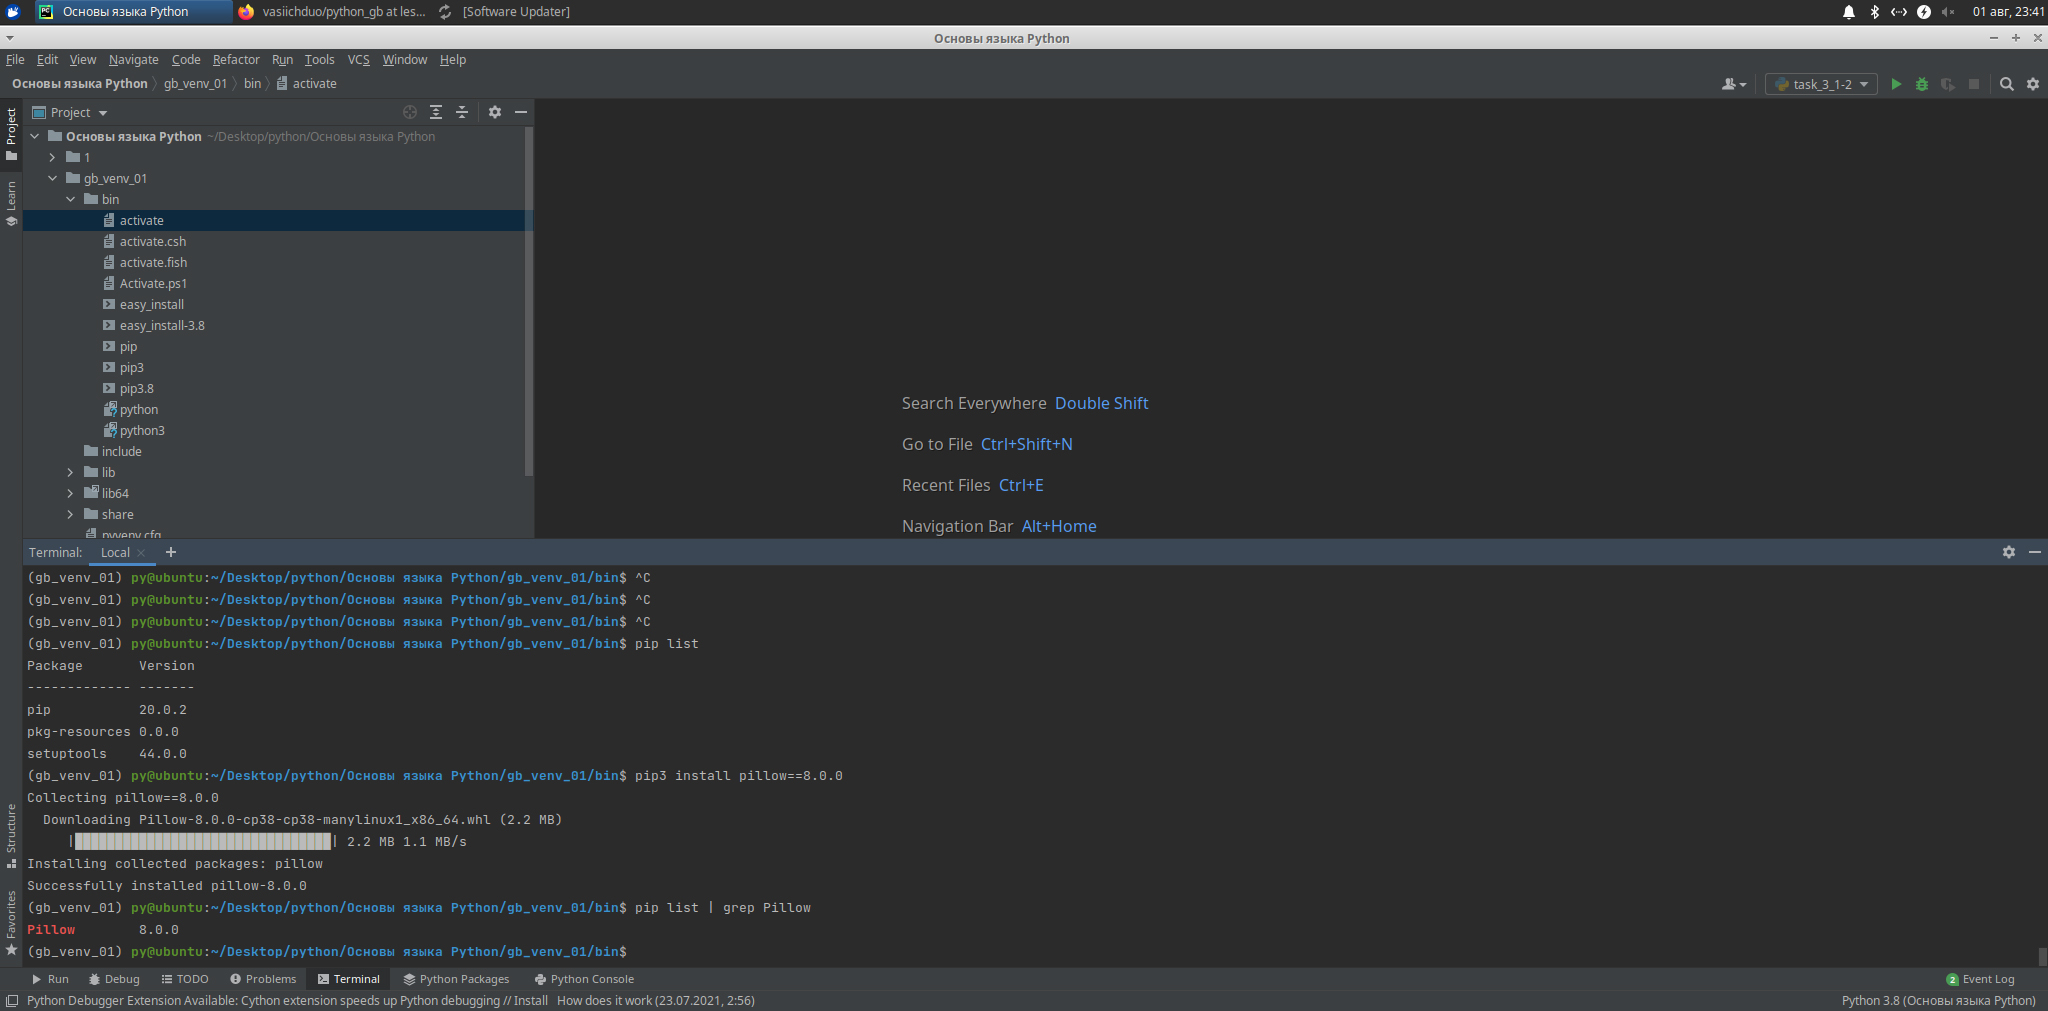 Основы языка Python
vasiichduo/python_gb at les...
[Software Updater]
01 авг, 23:41
Основы языка Python
File Edit View Navigate Code Refactor Run Tools VCS Window Help
Основы языка Python gb_venv_01 bin activate
task_3_1-2
Project
Project
Learn
Structure
Favorites
Основы языка Python ~/Desktop/python/Основы языка Python
1
gb_venv_01
bin
activate
activate.csh
activate.fish
Activate.ps1
easy_install
easy_install-3.8
pip
pip3
pip3.8
python
python3
include
lib
lib64
share
pyvenv.cfg
Search Everywhere Double Shift
Go to File Ctrl+Shift+N
Recent Files Ctrl+E
Navigation Bar Alt+Home
Terminal: Local
(gb_venv_01) py@ubuntu:~/Desktop/python/Основы языка Python/gb_venv_01/bin$ ^C
(gb_venv_01) py@ubuntu:~/Desktop/python/Основы языка Python/gb_venv_01/bin$ ^C
(gb_venv_01) py@ubuntu:~/Desktop/python/Основы языка Python/gb_venv_01/bin$ ^C
(gb_venv_01) py@ubuntu:~/Desktop/python/Основы языка Python/gb_venv_01/bin$ pip list
Package       Version
------------- -------
pip           20.0.2
pkg-resources 0.0.0
setuptools    44.0.0
(gb_venv_01) py@ubuntu:~/Desktop/python/Основы языка Python/gb_venv_01/bin$ pip3 install pillow==8.0.0
Collecting pillow==8.0.0
  Downloading Pillow-8.0.0-cp38-cp38-manylinux1_x86_64.whl (2.2 MB)
     |████████████████████████████████| 2.2 MB 1.1 MB/s
Installing collected packages: pillow
Successfully installed pillow-8.0.0
(gb_venv_01) py@ubuntu:~/Desktop/python/Основы языка Python/gb_venv_01/bin$ pip list | grep Pillow
Pillow        8.0.0
(gb_venv_01) py@ubuntu:~/Desktop/python/Основы языка Python/gb_venv_01/bin$
Run Debug TODO Problems Terminal Python Packages Python Console
2 Event Log
Python Debugger Extension Available: Cython extension speeds up Python debugging // Install   How does it work (23.07.2021, 2:56)
Python 3.8 (Основы языка Python)